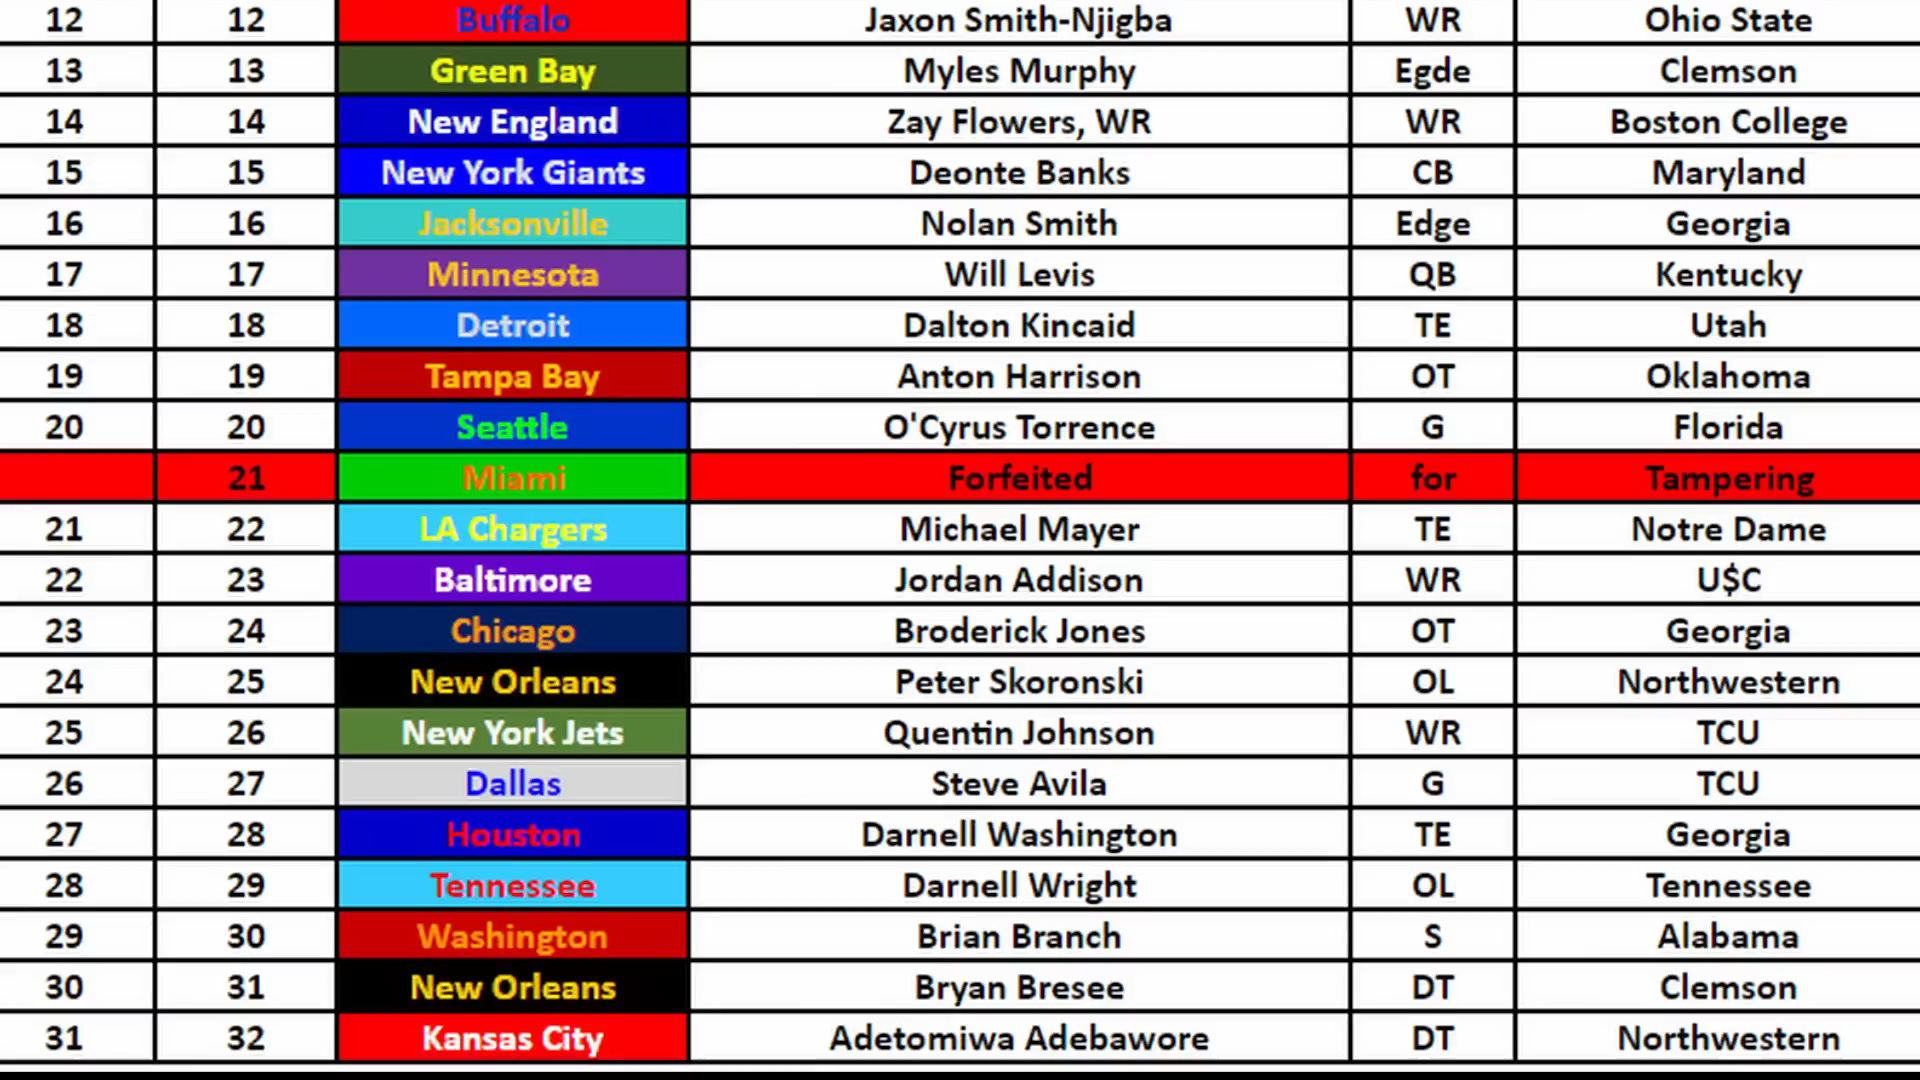 12 12 Buffalo Jaxon Smith-Njigba WR Ohio State
13 13 Green Bay Myles Murphy Egde Clemson
14 14 New England Zay Flowers, WR WR Boston College
15 15 New York Giants Deonte Banks CB Maryland
16 16 Jacksonville Nolan Smith Edge Georgia
17 17 Minnesota Will Levis QB Kentucky
18 18 Detroit Dalton Kincaid TE Utah
19 19 Tampa Bay Anton Harrison OT Oklahoma
20 20 Seattle O'Cyrus Torrence G Florida
21 Miami Forfeited for Tampering
21 22 LA Chargers Michael Mayer TE Notre Dame
22 23 Baltimore Jordan Addison WR U$C
23 24 Chicago Broderick Jones OT Georgia
24 25 New Orleans Peter Skoronski OL Northwestern
25 26 New York Jets Quentin Johnson WR TCU
26 27 Dallas Steve Avila G TCU
27 28 Houston Darnell Washington TE Georgia
28 29 Tennessee Darnell Wright OL Tennessee
29 30 Washington Brian Branch S Alabama
30 31 New Orleans Bryan Bresee DT Clemson
31 32 Kansas City Adetomiwa Adebawore DT Northwestern